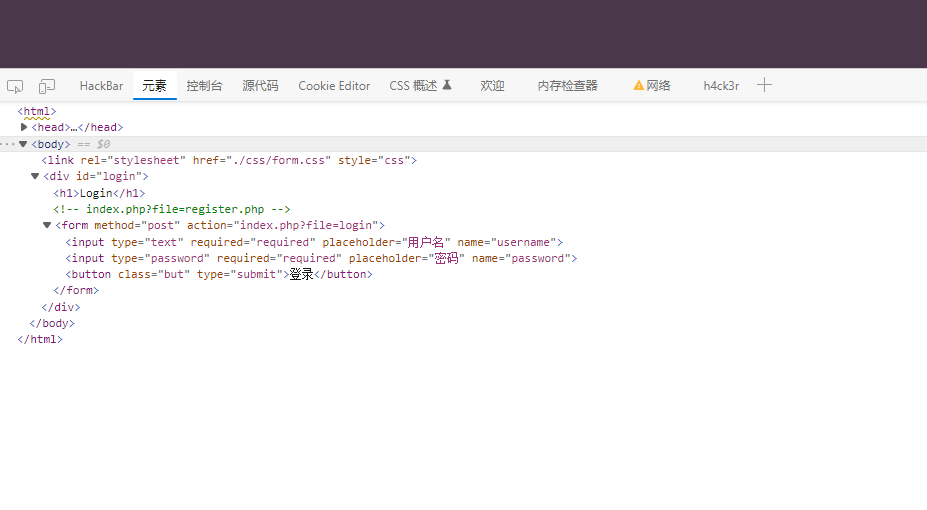 HackBar 元素 控制台 源代码 Cookie Editor CSS 概述 欢迎 内存检查器 网络 h4ck3r
<html>
<head>…</head>
··· <body> == $0
<link rel="stylesheet" href="./css/form.css" style="css">
<div id="login">
<h1>Login</h1>
<!-- index.php?file=register.php -->
<form method="post" action="index.php?file=login">
<input type="text" required="required" placeholder="用户名" name="username">
<input type="password" required="required" placeholder="密码" name="password">
<button class="but" type="submit">登录</button>
</form>
</div>
</body>
</html>